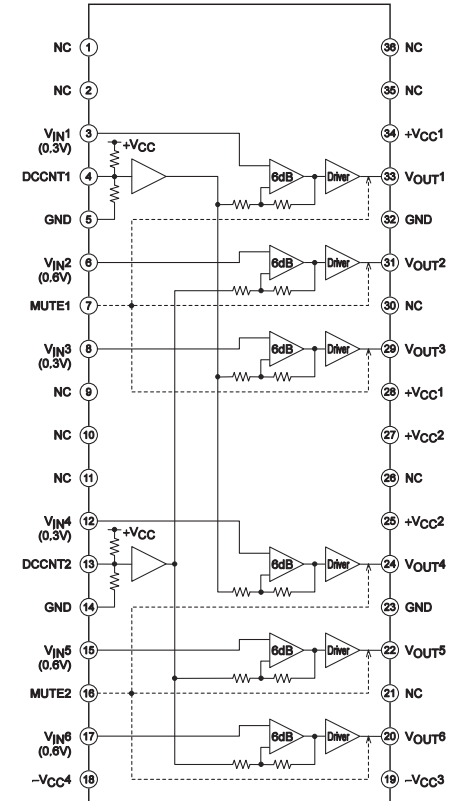 NC 1
NC 2
VIN1 3
(0.3V)
+VCC
DCCNT1 4
GND 5
VIN2 6
(0.6V)
MUTE1 7
VIN3 8
(0.3V)
NC 9
NC 10
NC 11
VIN4 12
(0.3V)
+VCC
DCCNT2 13
GND 14
VIN5 15
(0.6V)
MUTE2 16
VIN6 17
(0.6V)
–VCC4 18
6dB Driver
6dB Driver
6dB Driver
6dB Driver
6dB Driver
6dB Driver
36 NC
35 NC
34 +VCC1
33 VOUT1
32 GND
31 VOUT2
30 NC
29 VOUT3
28 +VCC1
27 +VCC2
26 NC
25 +VCC2
24 VOUT4
23 GND
22 VOUT5
21 NC
20 VOUT6
19 –VCC3